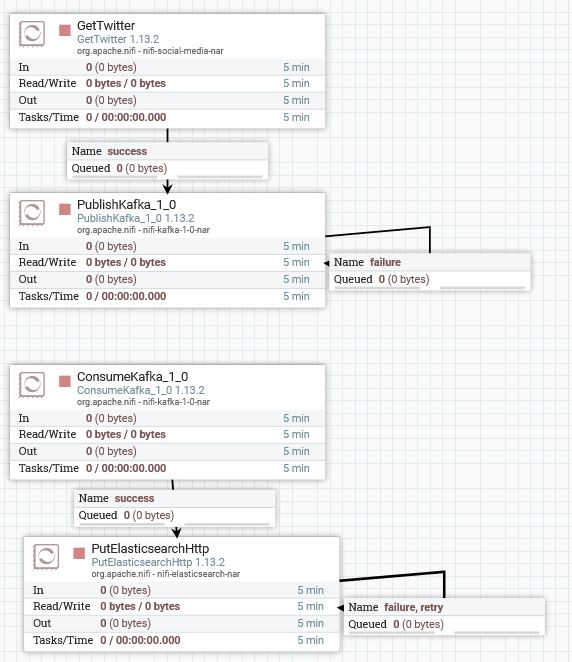 GetTwitter
GetTwitter 1.13.2
org.apache.nifi - nifi-social-media-nar
In 0 (0 bytes) 5 min
Read/Write 0 bytes / 0 bytes 5 min
Out 0 (0 bytes) 5 min
Tasks/Time 0 / 00:00:00.000 5 min
Name success
Queued 0 (0 bytes)
PublishKafka_1_0
PublishKafka_1_0 1.13.2
org.apache.nifi - nifi-kafka-1-0-nar
In 0 (0 bytes) 5 min
Read/Write 0 bytes / 0 bytes 5 min
Out 0 (0 bytes) 5 min
Tasks/Time 0 / 00:00:00.000 5 min
Name failure
Queued 0 (0 bytes)
ConsumeKafka_1_0
ConsumeKafka_1_0 1.13.2
org.apache.nifi - nifi-kafka-1-0-nar
In 0 (0 bytes) 5 min
Read/Write 0 bytes / 0 bytes 5 min
Out 0 (0 bytes) 5 min
Tasks/Time 0 / 00:00:00.000 5 min
Name success
Queued 0 (0 bytes)
PutElasticsearchHttp
PutElasticsearchHttp 1.13.2
org.apache.nifi - nifi-elasticsearch-nar
In 0 (0 bytes) 5 min
Read/Write 0 bytes / 0 bytes 5 min
Out 0 (0 bytes) 5 min
Tasks/Time 0 / 00:00:00.000 5 min
Name failure, retry
Queued 0 (0 bytes)